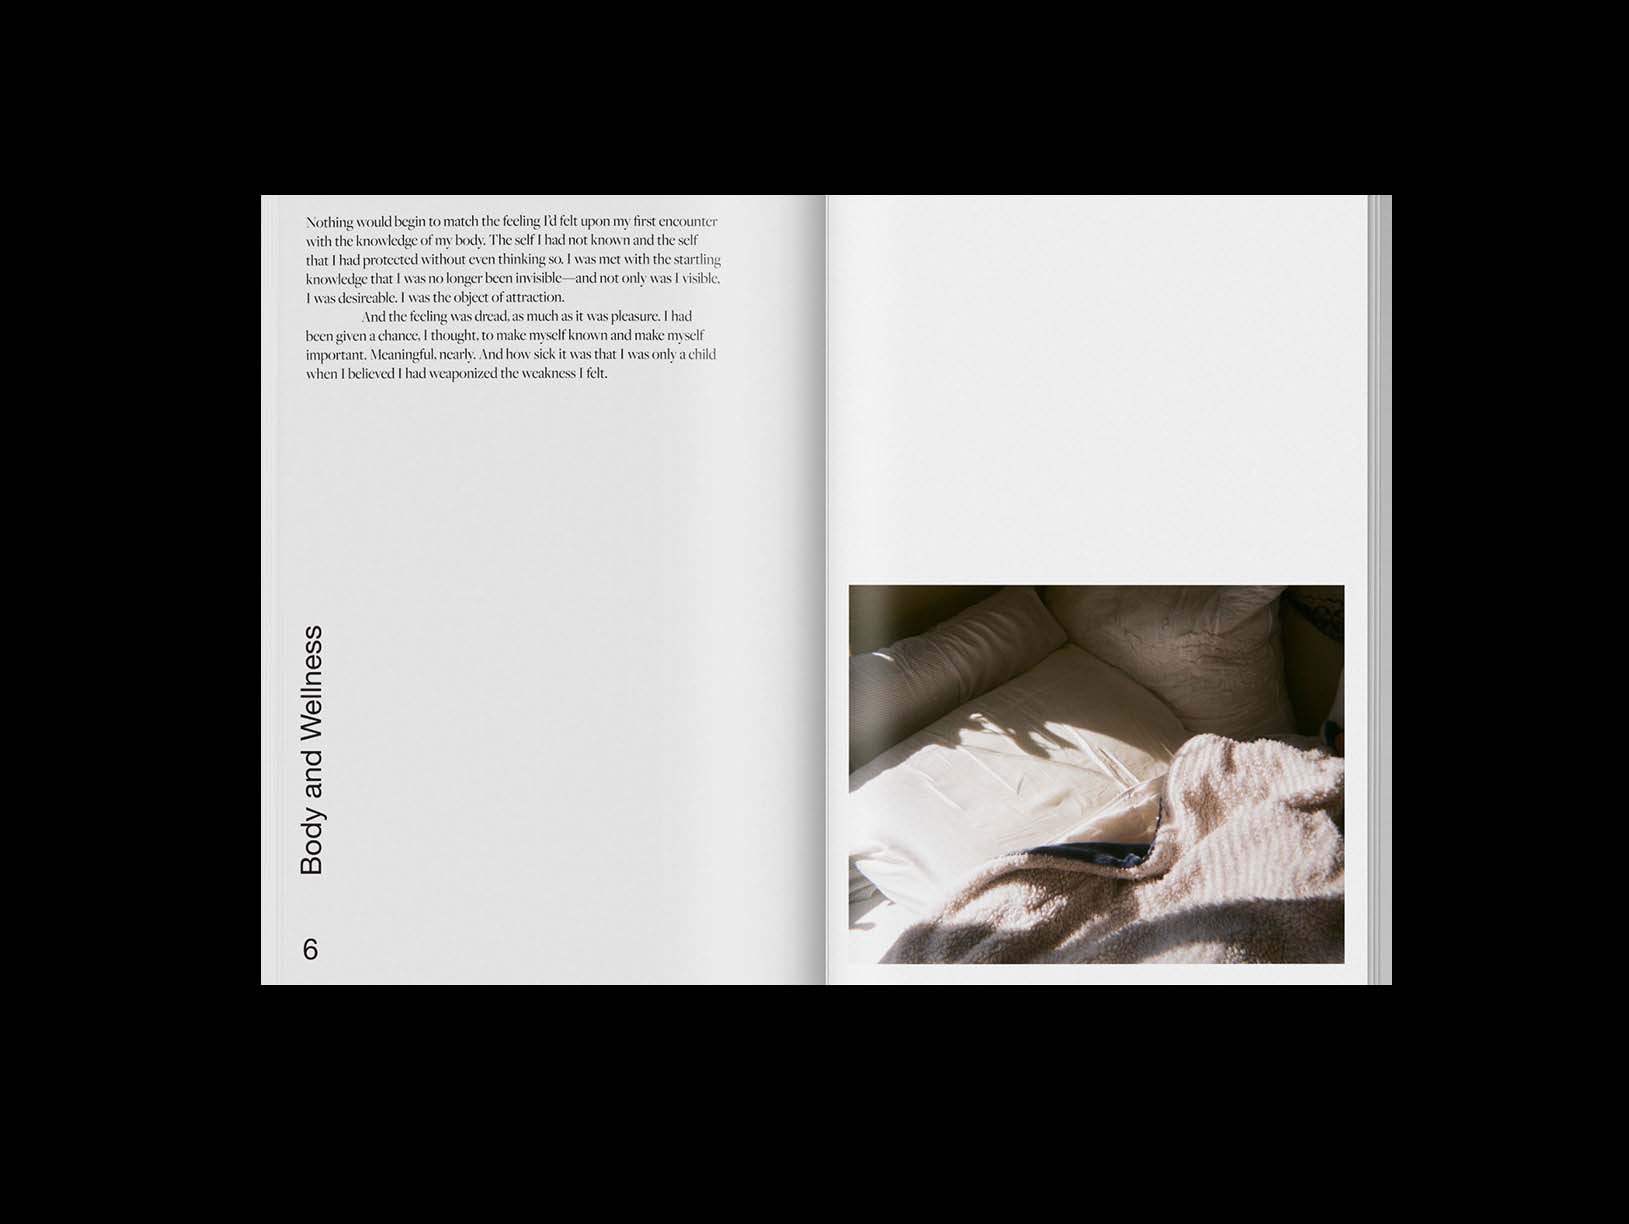 Nothing would begin to match the feeling I'd felt upon my first encounter
with the knowledge of my body. The self I had not known and the self
that I had protected without even thinking so. I was met with the startling
knowledge that I was no longer been invisible—and not only was I visible,
I was desireable. I was the object of attraction.
And the feeling was dread, as much as it was pleasure. I had
been given a chance, I thought, to make myself known and make myself
important. Meaningful, nearly. And how sick it was that I was only a child
when I believed I had weaponized the weakness I felt.
Body and Wellness
6